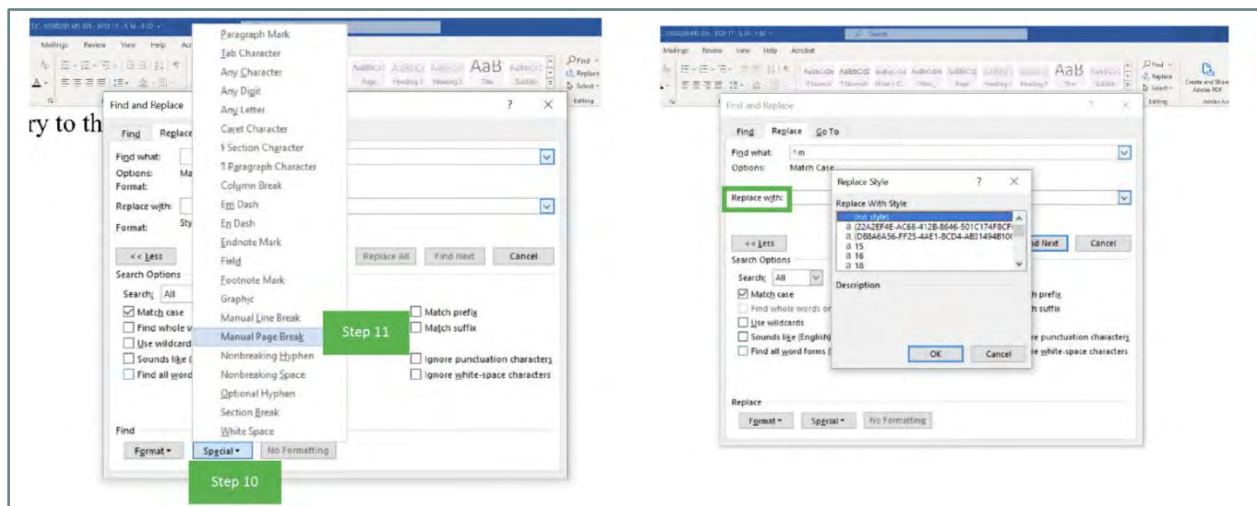 Mailings Review View Help
Find
Replace
Select
Editing
AaB
ry to th
Find and Replace ? ×
Find Replace
Find what:
Options: Ma
Format:
Replace with:
Format: Sty
<< Less
Replace All Find Next Cancel
Search Options
Search: All
Match case
Find whole w
Use wildcard
Sounds like (
Find all word
Match prefix
Match suffix
Ignore punctuation characters
Ignore white-space characters
Find
Format Special No Formatting
Paragraph Mark
Tab Character
Any Character
Any Digit
Any Letter
Caret Character
§ Section Character
¶ Paragraph Character
Column Break
Em Dash
En Dash
Endnote Mark
Field
Footnote Mark
Graphic
Manual Line Break
Manual Page Break
Nonbreaking Hyphen
Nonbreaking Space
Optional Hyphen
Section Break
White Space
Step 11
Step 10
Search
Mailings Review View Help Acrobat
AaB
Find
Replace
Select
Editing
Create and Share
Adobe PDF
Find and Replace ? ×
Find Replace Go To
Find what: ^m
Options: Match Case
Replace with:
<< Less
d Next Cancel
Search Options
Search: All
Match case
Find whole words or
Use wildcards
Sounds like (English)
Find all word forms (
h prefix
h suffix
re punctuation characters
re white-space characters
Replace Style ? ×
Replace With Style
(no style)
a 15
a 16
a 18
Description
OK Cancel
Replace
Format Special No Formatting